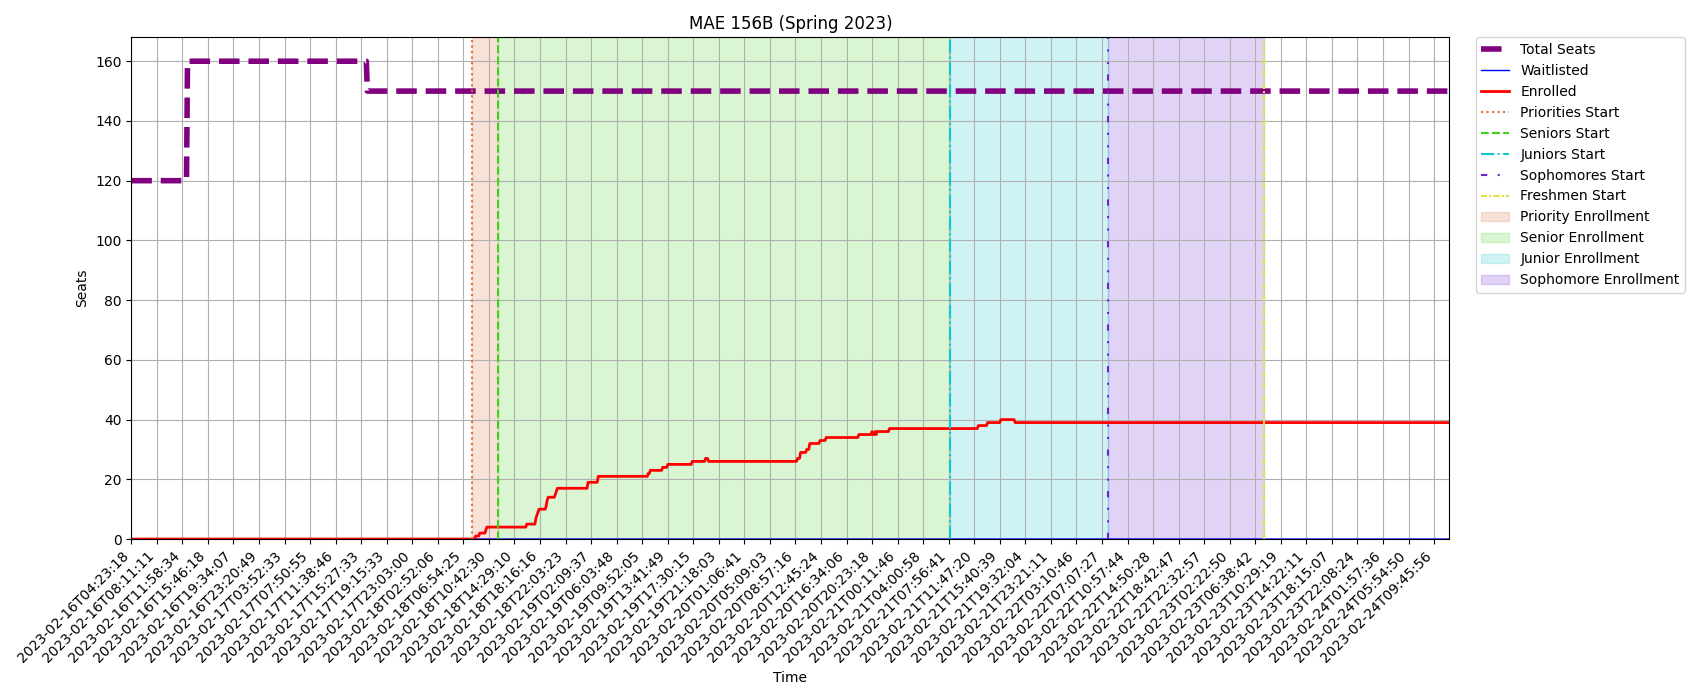 MAE 156B (Spring 2023)
160
140
120
100
80
60
40
20
0
Seats
2023-02-16T04:23:18
2023-02-16T08:11:11
2023-02-16T11:58:34
2023-02-16T15:46:18
2023-02-16T19:34:07
2023-02-16T23:20:49
2023-02-17T03:52:33
2023-02-17T07:50:55
2023-02-17T11:38:46
2023-02-17T15:27:33
2023-02-17T19:15:33
2023-02-17T23:03:00
2023-02-18T02:52:06
2023-02-18T06:54:25
2023-02-18T10:42:30
2023-02-18T14:29:10
2023-02-18T18:16:16
2023-02-18T22:03:23
2023-02-19T02:09:37
2023-02-19T06:03:48
2023-02-19T09:52:05
2023-02-19T13:41:49
2023-02-19T17:30:15
2023-02-19T21:18:03
2023-02-20T01:06:41
2023-02-20T05:09:03
2023-02-20T08:57:16
2023-02-20T12:45:24
2023-02-20T16:34:06
2023-02-20T20:23:18
2023-02-21T00:11:46
2023-02-21T04:00:58
2023-02-21T07:56:41
2023-02-21T11:47:20
2023-02-21T15:40:39
2023-02-21T19:32:04
2023-02-21T23:21:11
2023-02-22T03:10:46
2023-02-22T07:07:27
2023-02-22T10:57:44
2023-02-22T14:50:28
2023-02-22T18:42:47
2023-02-22T22:32:57
2023-02-23T02:22:50
2023-02-23T06:38:42
2023-02-23T10:29:19
2023-02-23T14:22:11
2023-02-23T18:15:07
2023-02-23T22:08:24
2023-02-24T01:57:36
2023-02-24T05:54:50
2023-02-24T09:45:56
Time
Total Seats
Waitlisted
Enrolled
Priorities Start
Seniors Start
Juniors Start
Sophomores Start
Freshmen Start
Priority Enrollment
Senior Enrollment
Junior Enrollment
Sophomore Enrollment